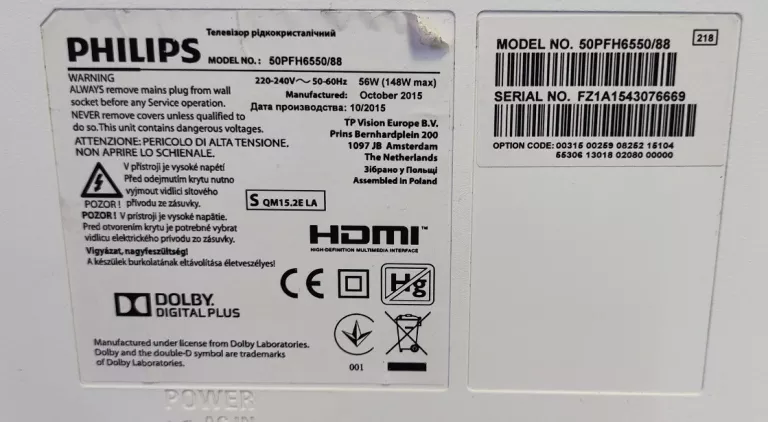 Телевізор рідкокристалічний
PHILIPS MODEL NO.: 50PFH6550/88
220-240V～50-60Hz 56W (148W max)
Manufactured: October 2015
Дата производства: 10/2015
TP Vision Europe B.V.
Prins Bernhardplein 200
1097 JB Amsterdam
The Netherlands
Зібрано у Польщі
Assembled in Poland
WARNING
ALWAYS remove mains plug from wall
socket before any Service operation.
NEVER remove covers unless qualified to
do so. This unit contains dangerous voltages.
ATTENZIONE: PERICOLO DI ALTA TENSIONE.
NON APRIRE LO SCHIENALE.
V přístroji je vysoké napětí
Před odejmutím krytu nutno
vyjmout vidlici síťového
POZOR! přívodu ze zásuvky.
POZOR! V prístroji je vysoké napätie.
Pred otvorením krytu je potrebné vybrat
vidlicu elektrického prívodu zo zásuvky.
Vigyázat, nagyfeszültség!
A készülek burkolatának eltávolítása életveszélyes!
S QM15.2E LA
HDMI™
HIGH-DEFINITION MULTIMEDIA INTERFACE
CE
Hg
DOLBY.
DIGITAL PLUS
Manufactured under license from Dolby Laboratories.
Dolby and the double-D symbol are trademarks
of Dolby Laboratories.
001
MODEL NO. 50PFH6550/88 218
SERIAL NO. FZ1A1543076669
OPTION CODE: 00315 00259 08252 15104
55306 13018 02080 00000
POWER
AC IN